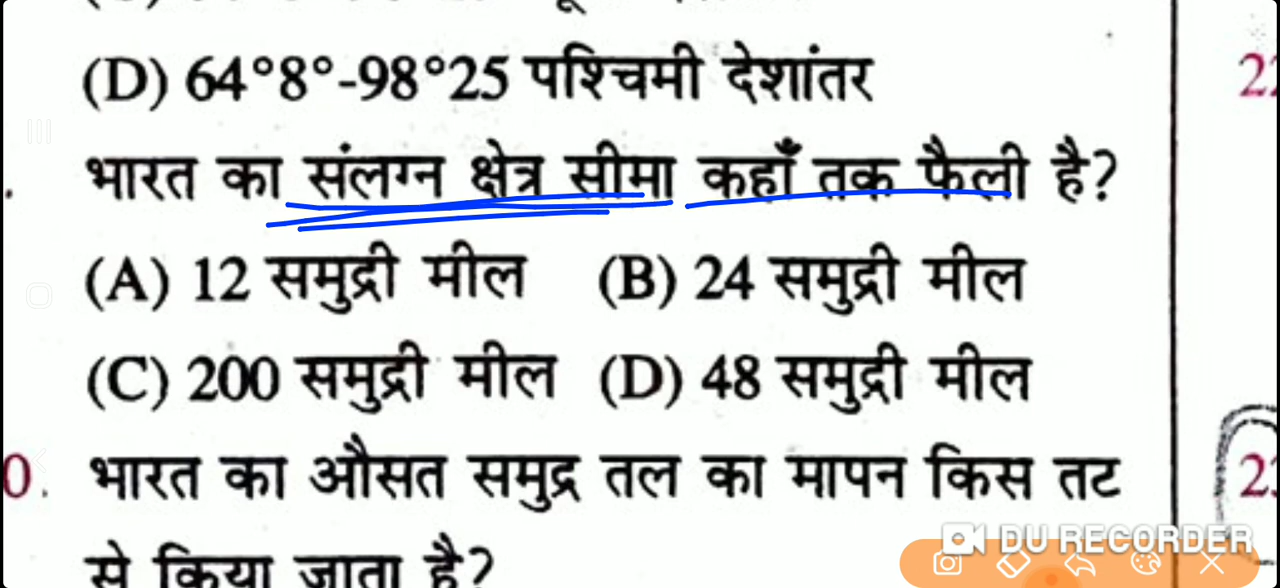 (D) 64°8°-98°25 पश्चिमी देशांतर
भारत का संलग्न क्षेत्र सीमा कहाँ तक फैली है?
(A) 12 समुद्री मील (B) 24 समुद्री मील
(C) 200 समुद्री मील (D) 48 समुद्री मील
0. भारत का औसत समुद्र तल का मापन किस तट
से किया जाता है?
DU RECORDER